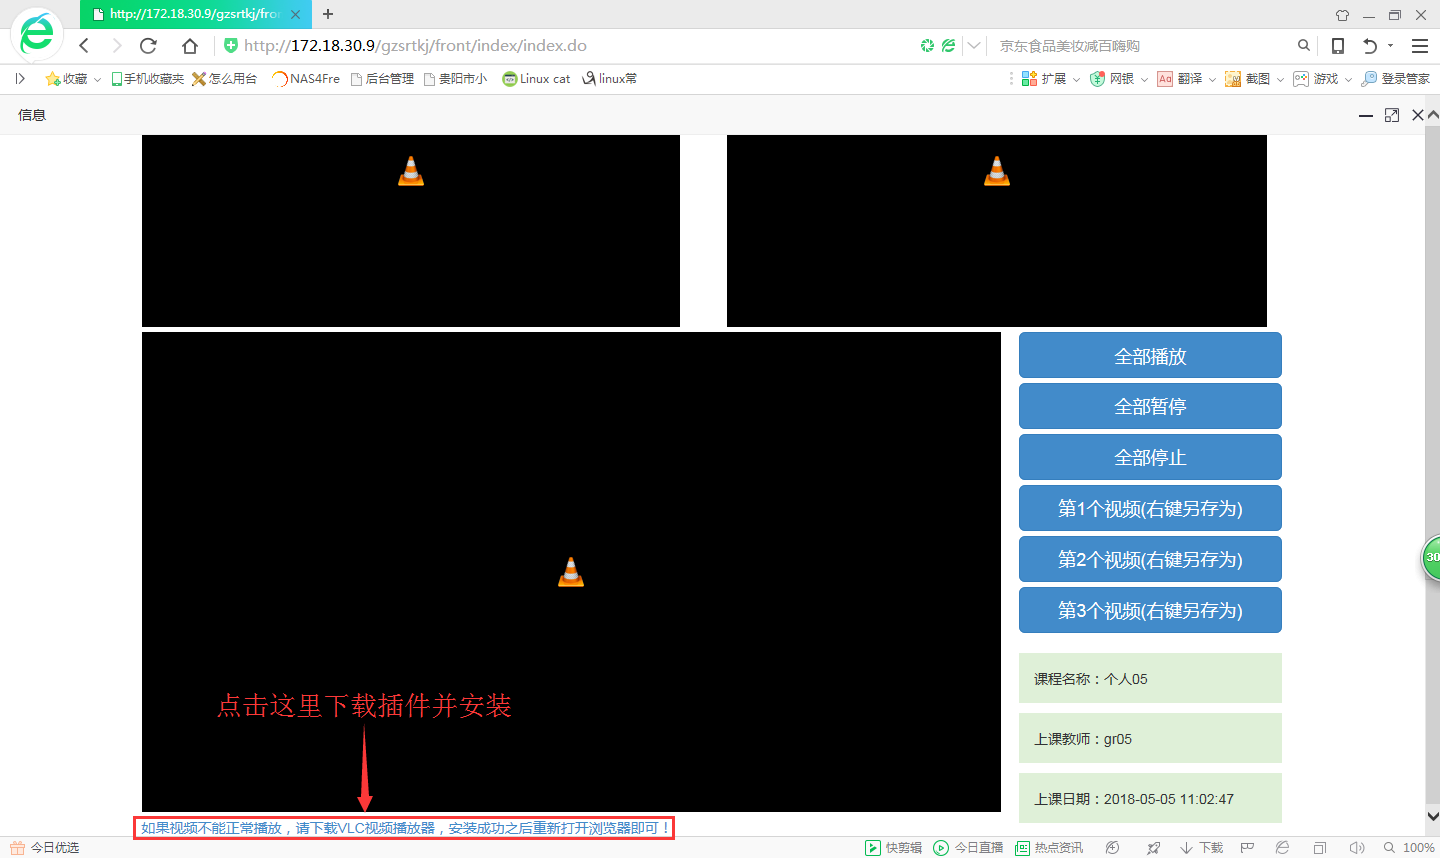 http://172.18.30.9/gzsrtkj/fron
http://172.18.30.9/gzsrtkj/front/index/index.do
京东食品美妆减百嗨购
收藏 手机收藏夹 怎么用台 NAS4Fre 后台管理 贵阳市小 Linux cat linux常
扩展 网银 Aa 翻译 截图 游戏 登录管家
信息
全部播放
全部暂停
全部停止
第1个视频(右键另存为)
第2个视频(右键另存为)
30
第3个视频(右键另存为)
课程名称：个人05
点击这里下载插件并安装
上课教师：gr05
上课日期：2018-05-05 11:02:47
如果视频不能正常播放，请下载VLC视频播放器，安装成功之后重新打开浏览器即可！
今日优选 快剪辑 今日直播 热点资讯 下载 100%